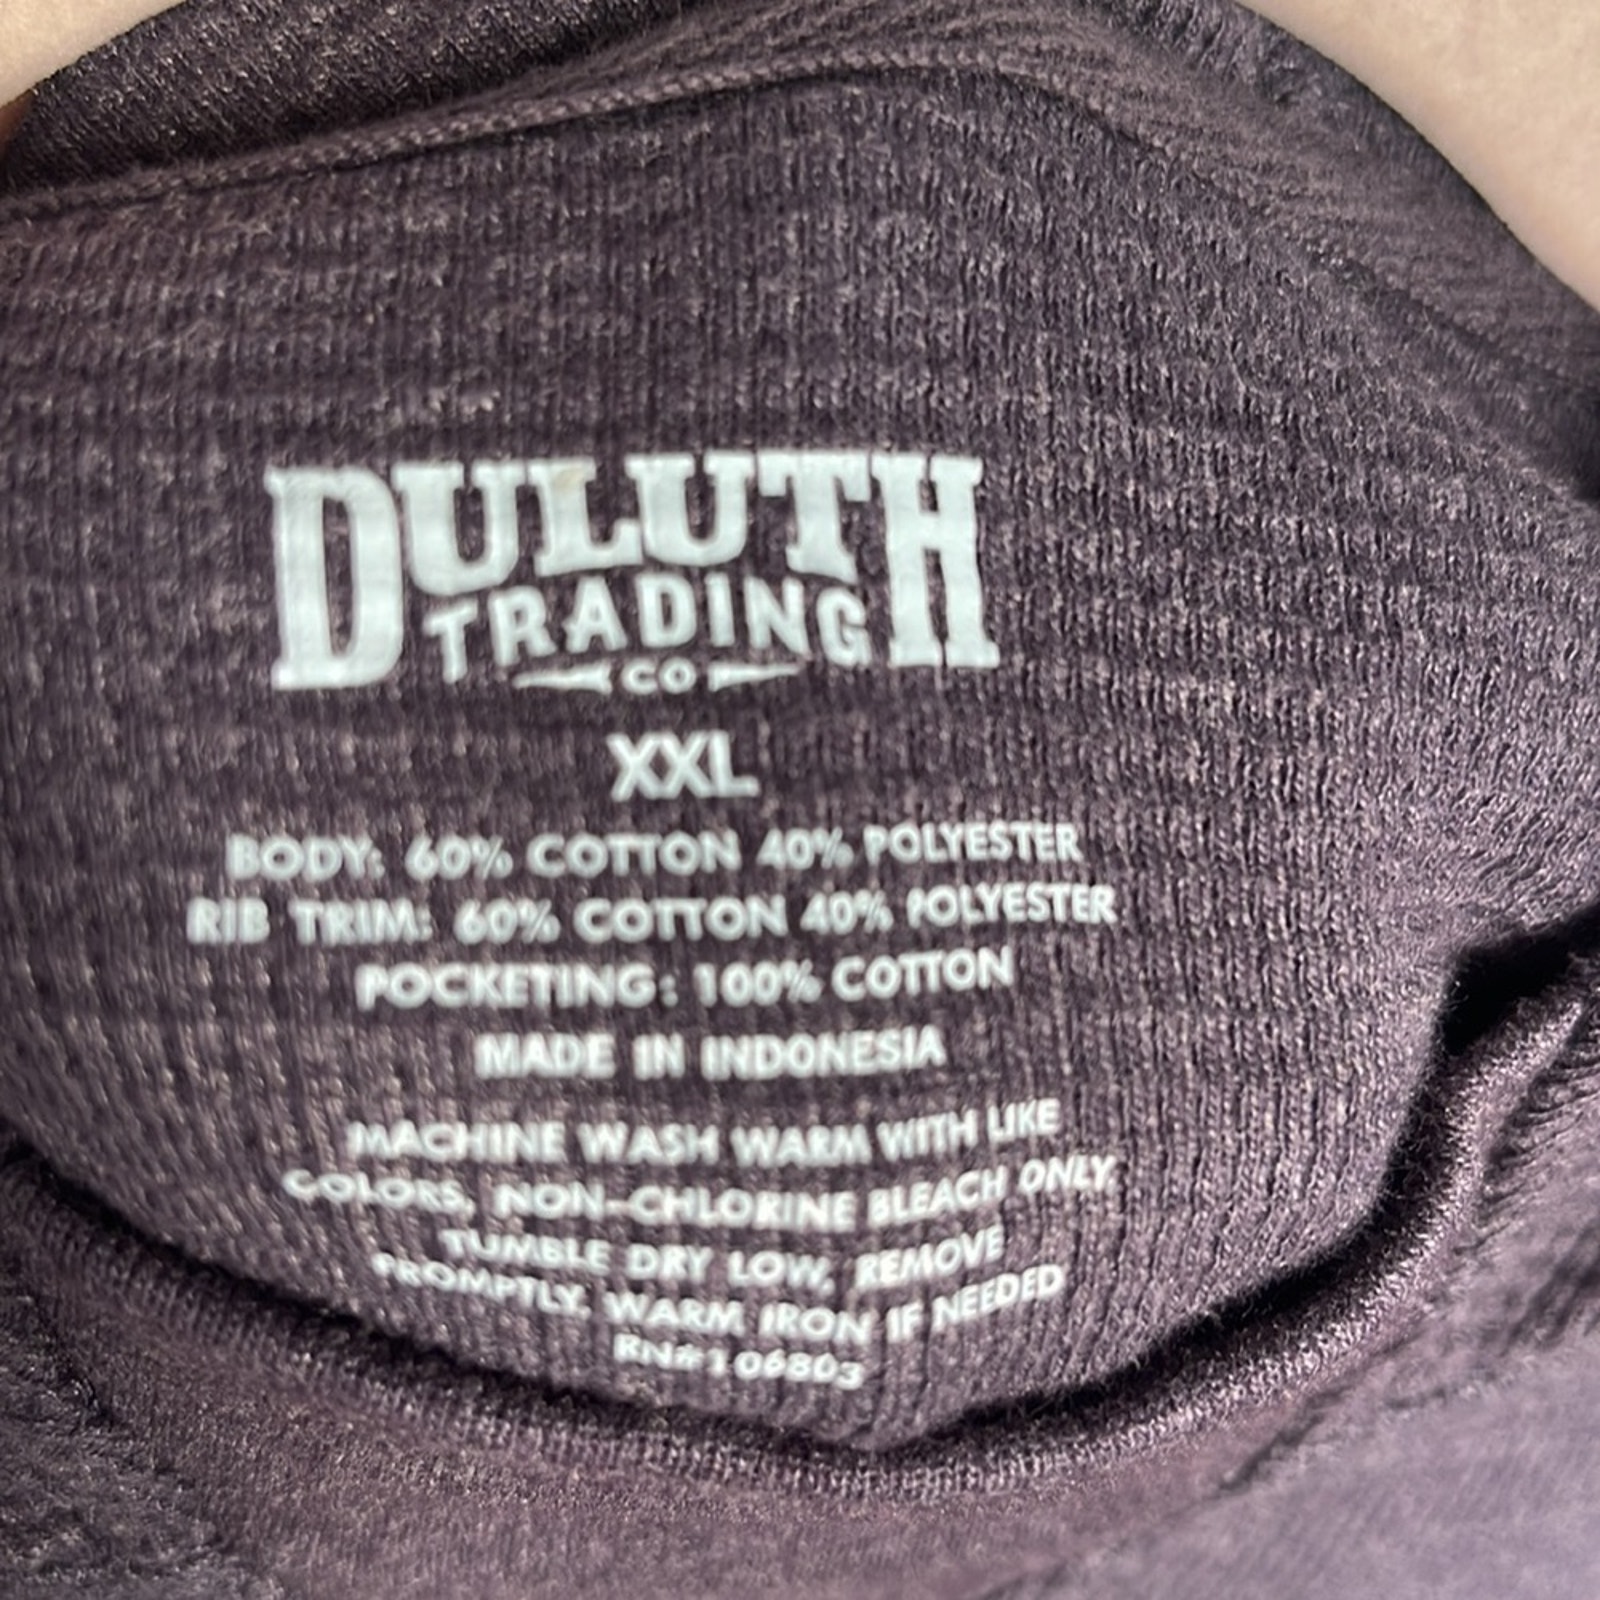 DULUTH
TRADING
CO
XXL
BODY: 60% COTTON 40% POLYESTER
RIB TRIM: 60% COTTON 40% POLYESTER
POCKETING: 100% COTTON
MADE IN INDONESIA
MACHINE WASH WARM WITH LIKE
COLORS, NON-CHLORINE BLEACH ONLY,
TUMBLE DRY LOW, REMOVE
PROMPTLY, WARM IRON IF NEEDED
RN#106803